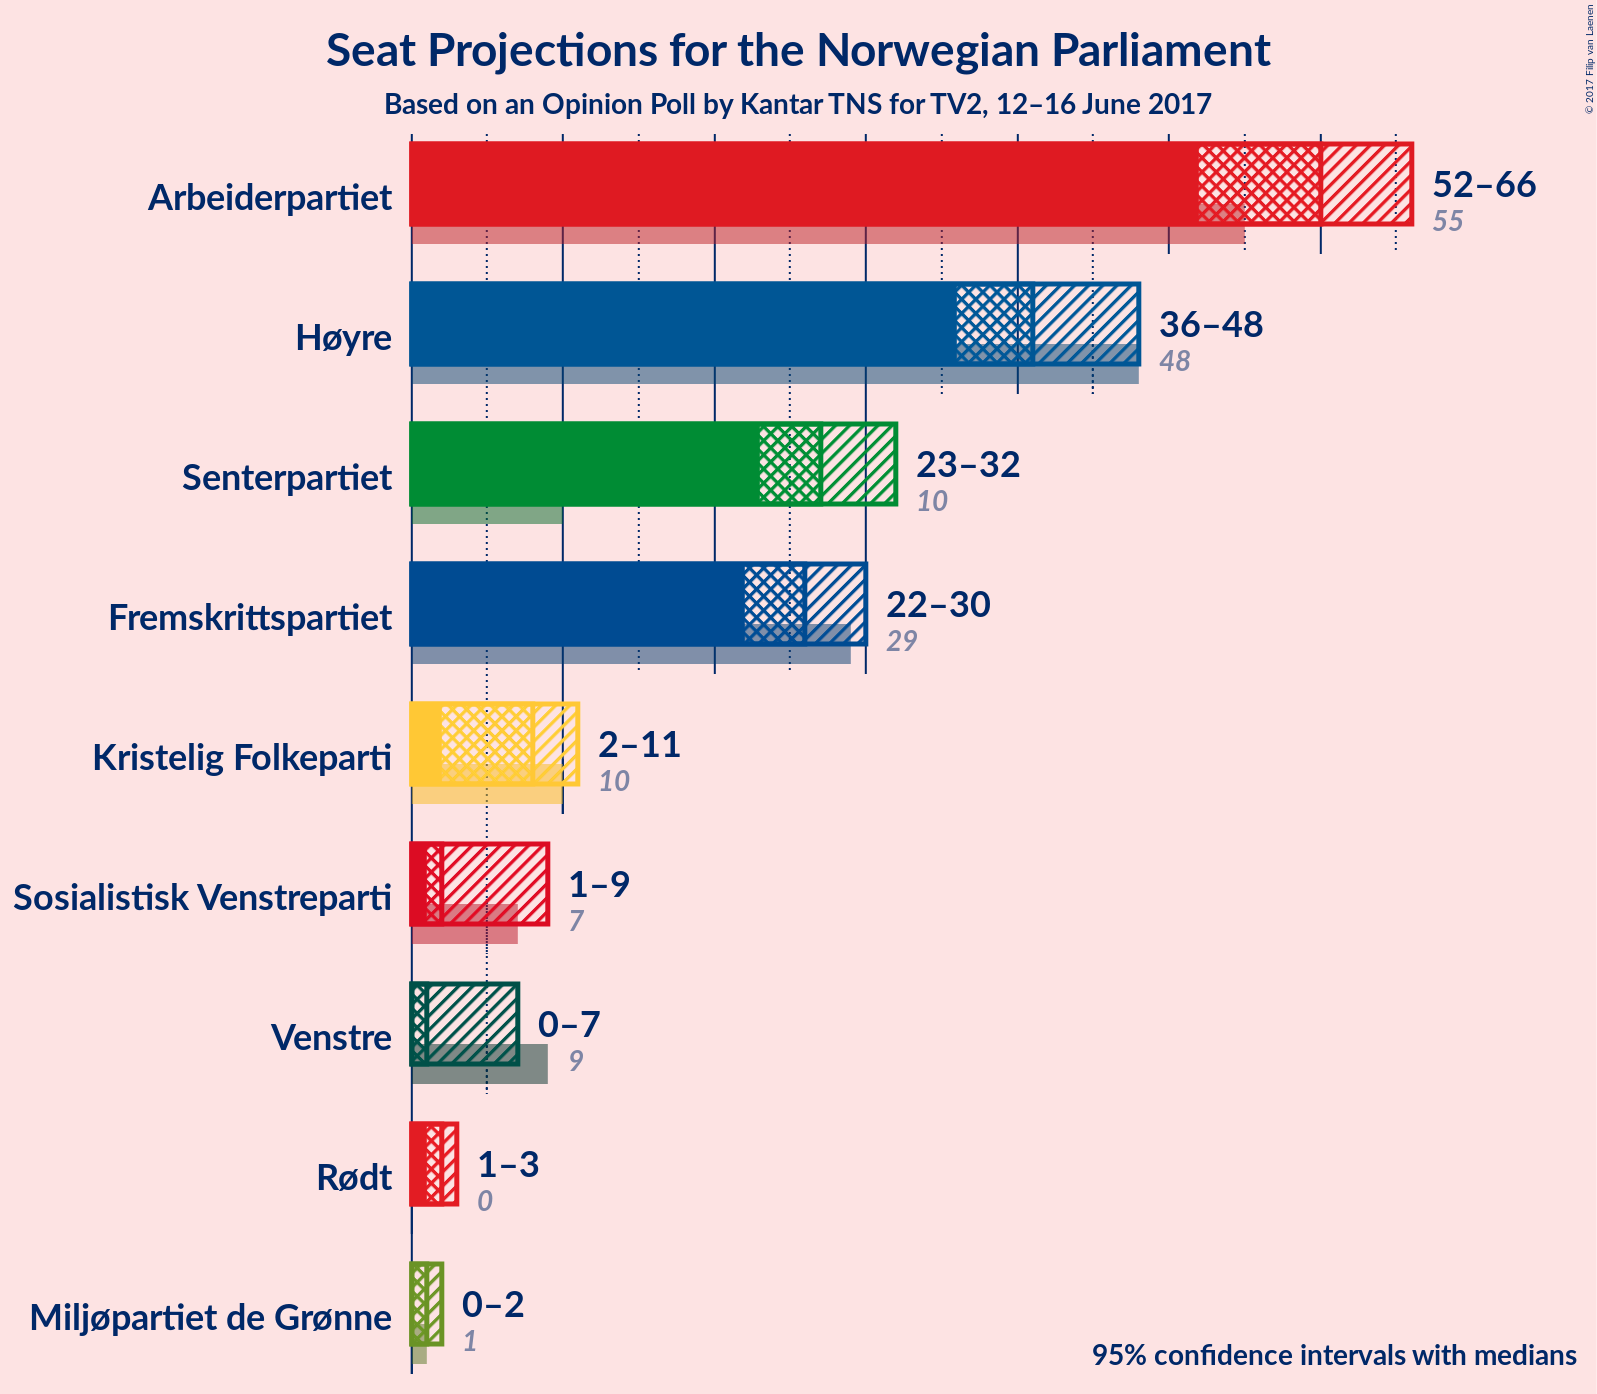 Seat Projections for the Norwegian Parliament
Based on an Opinion Poll by Kantar TNS for TV2, 12–16 June 2017
© 2017 Filip van Laenen
Arbeiderpartiet
52–66
55
Høyre
36–48
48
Senterpartiet
23–32
10
Fremskrittspartiet
22–30
29
Kristelig Folkeparti
2–11
10
Sosialistisk Venstreparti
1–9
7
Venstre
0–7
9
Rødt
1–3
0
Miljøpartiet de Grønne
0–2
1
95% confidence intervals with medians